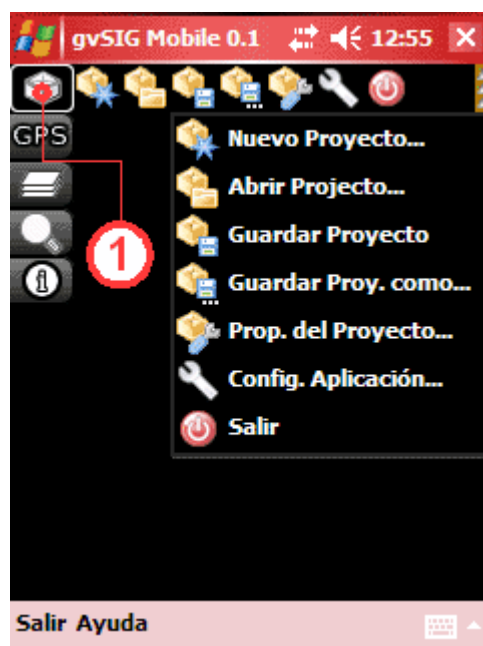 gvSIG Mobile 0.1 12:55
GPS
Nuevo Proyecto...
Abrir Projecto...
Guardar Proyecto
1
Guardar Proy. como...
Prop. del Proyecto...
Config. Aplicación...
Salir
Salir Ayuda